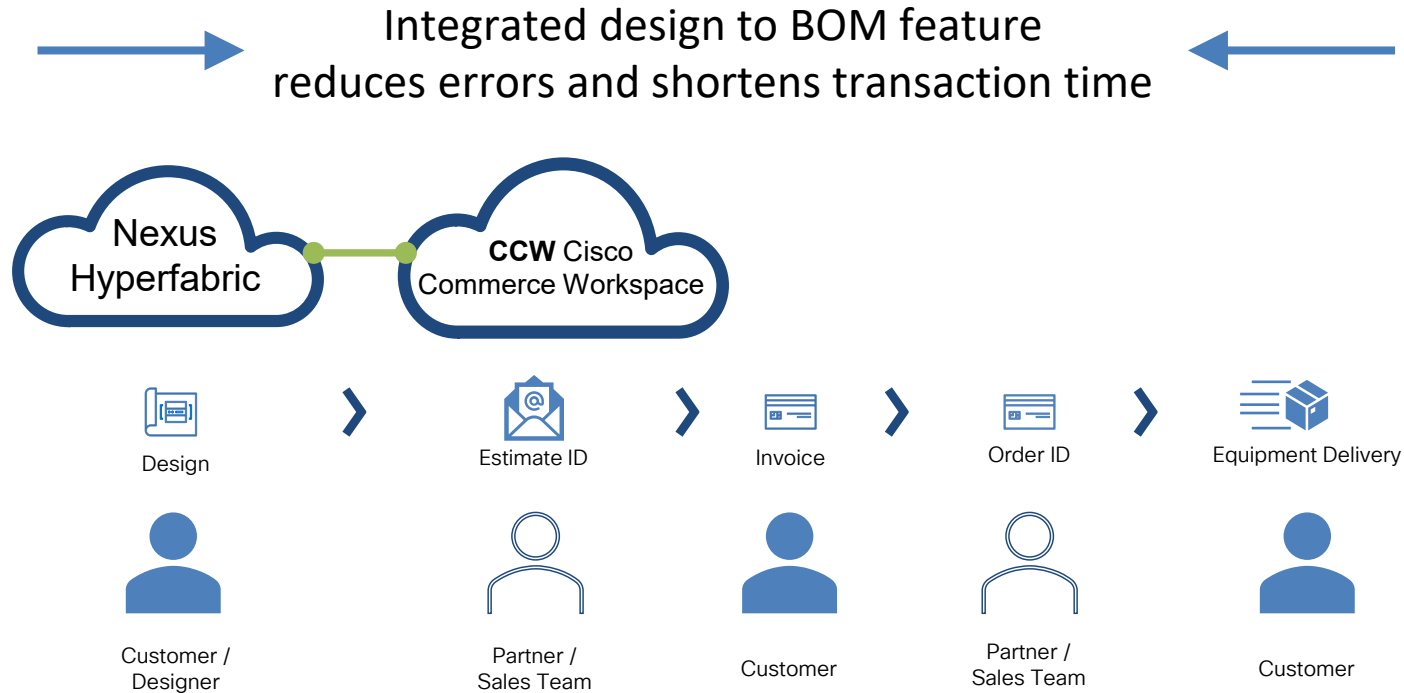 Integrated design to BOM feature
reduces errors and shortens transaction time
Nexus
Hyperfabric
CCW Cisco
Commerce Workspace
Design
Estimate ID
Invoice
Order ID
Equipment Delivery
Customer /
Designer
Partner /
Sales Team
Customer
Partner /
Sales Team
Customer